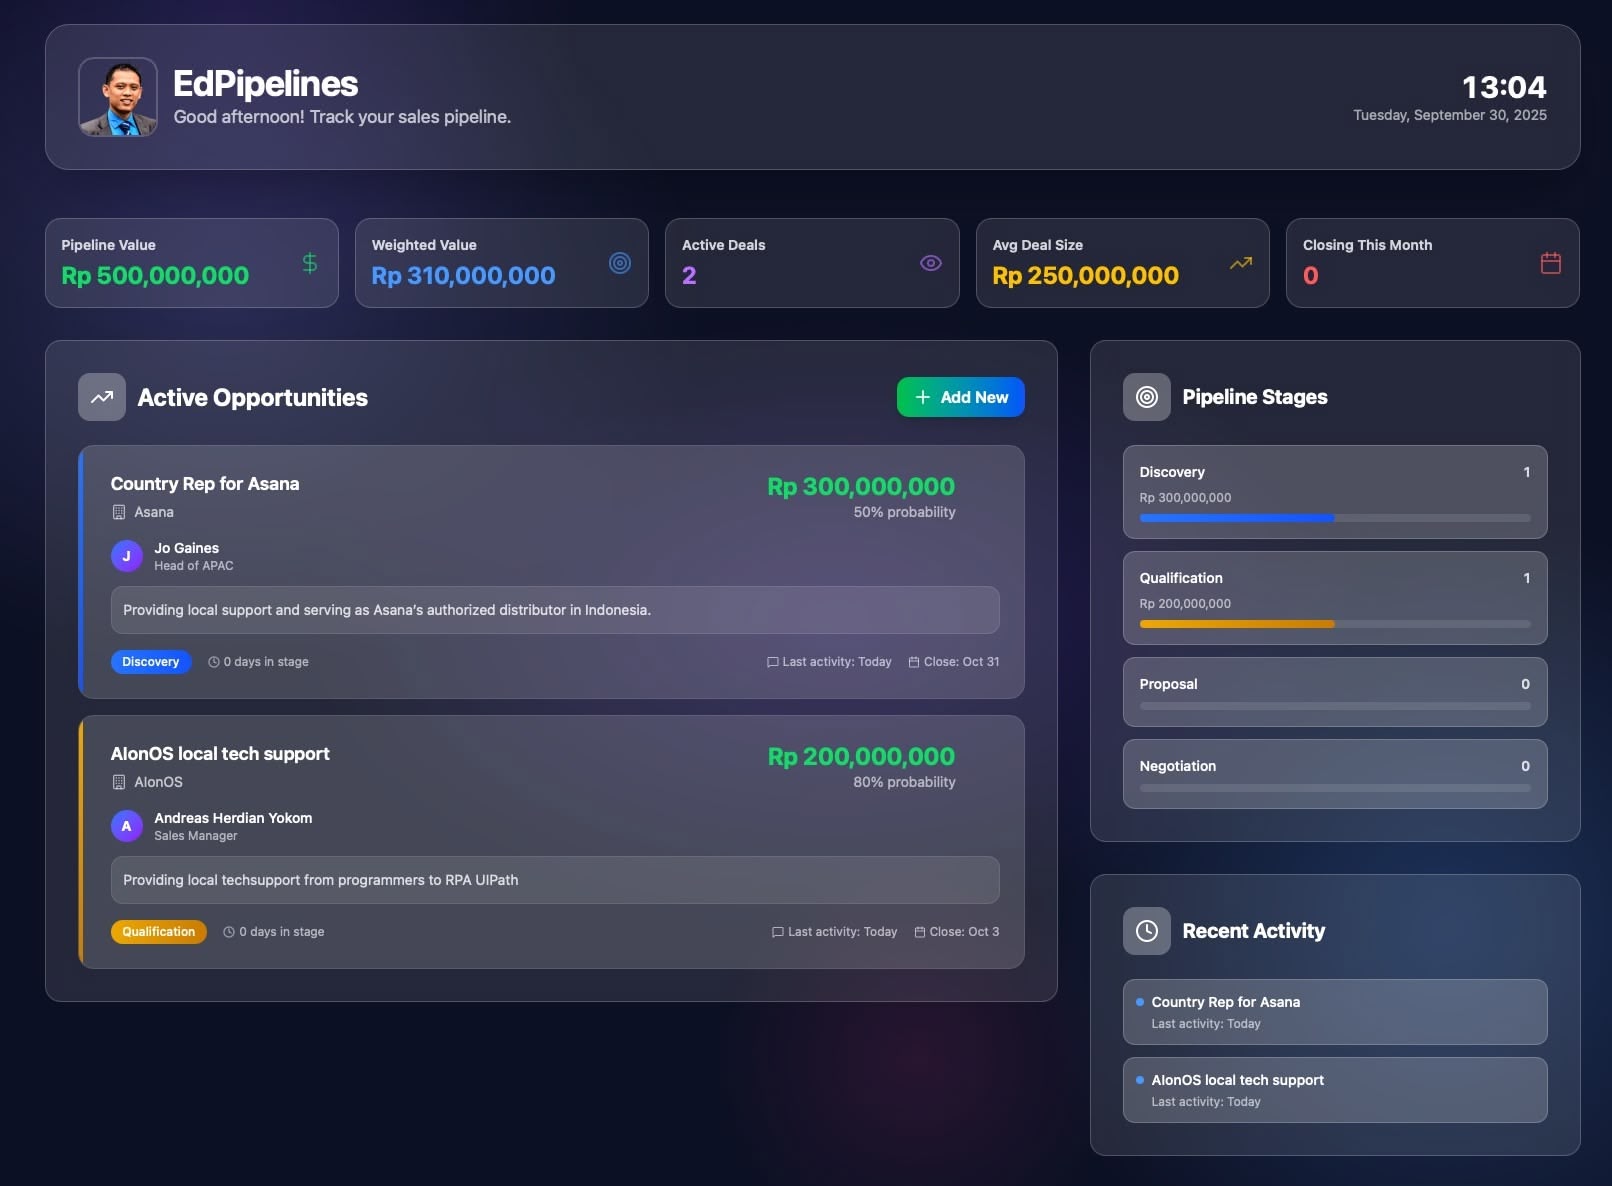 EdPipelines
Good afternoon! Track your sales pipeline.
13:04
Tuesday, September 30, 2025
Pipeline Value
Rp 500,000,000
Weighted Value
Rp 310,000,000
Active Deals
2
Avg Deal Size
Rp 250,000,000
Closing This Month
0
Active Opportunities
Add New
Country Rep for Asana
Rp 300,000,000
Asana
50% probability
J
Jo Gaines
Head of APAC
Providing local support and serving as Asana's authorized distributor in Indonesia.
Discovery
0 days in stage
Last activity: Today
Close: Oct 31
AIonOS local tech support
Rp 200,000,000
AIonOS
80% probability
A
Andreas Herdian Yokom
Sales Manager
Providing local techsupport from programmers to RPA UIPath
Qualification
0 days in stage
Last activity: Today
Close: Oct 3
Pipeline Stages
Discovery 1
Rp 300,000,000
Qualification 1
Rp 200,000,000
Proposal 0
Negotiation 0
Recent Activity
Country Rep for Asana
Last activity: Today
AIonOS local tech support
Last activity: Today